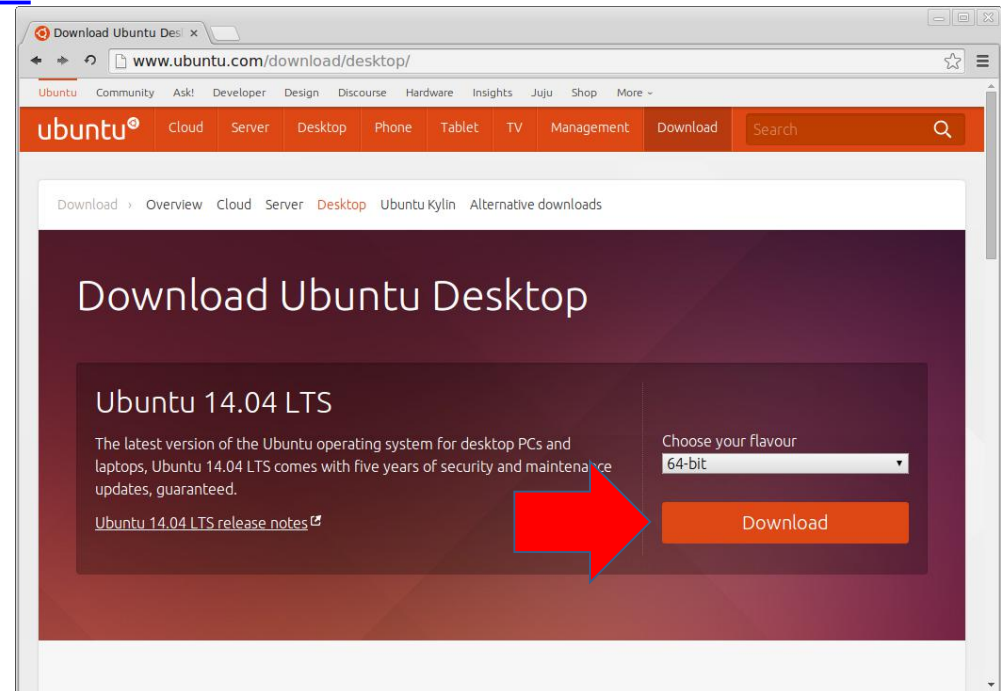 Download Ubuntu Des
www.ubuntu.com/download/desktop/
Ubuntu Community Ask! Developer Design Discourse Hardware Insights Juju Shop More
ubuntu® Cloud Server Desktop Phone Tablet TV Management Download Search
Download › Overview Cloud Server Desktop Ubuntu Kylin Alternative downloads
Download Ubuntu Desktop
Ubuntu 14.04 LTS
The latest version of the Ubuntu operating system for desktop PCs and
laptops, Ubuntu 14.04 LTS comes with five years of security and maintenance
updates, guaranteed.
Ubuntu 14.04 LTS release notes
Choose your flavour
64-bit
Download